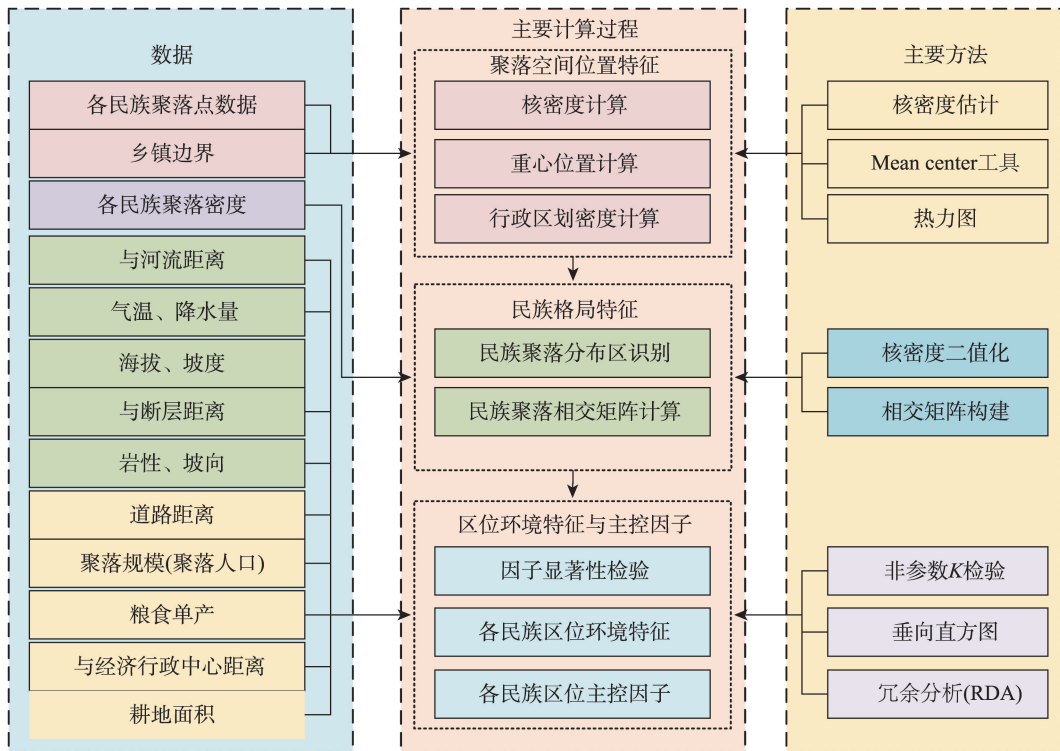 数据
各民族聚落点数据
乡镇边界
各民族聚落密度
与河流距离
气温、降水量
海拔、坡度
与断层距离
岩性、坡向
道路距离
聚落规模(聚落人口)
粮食单产
与经济行政中心距离
耕地面积
主要计算过程
聚落空间位置特征
核密度计算
重心位置计算
行政区划密度计算
民族格局特征
民族聚落分布区识别
民族聚落相交矩阵计算
区位环境特征与主控因子
因子显著性检验
各民族区位环境特征
各民族区位主控因子
主要方法
核密度估计
Mean center工具
热力图
核密度二值化
相交矩阵构建
非参数K检验
垂向直方图
冗余分析(RDA)